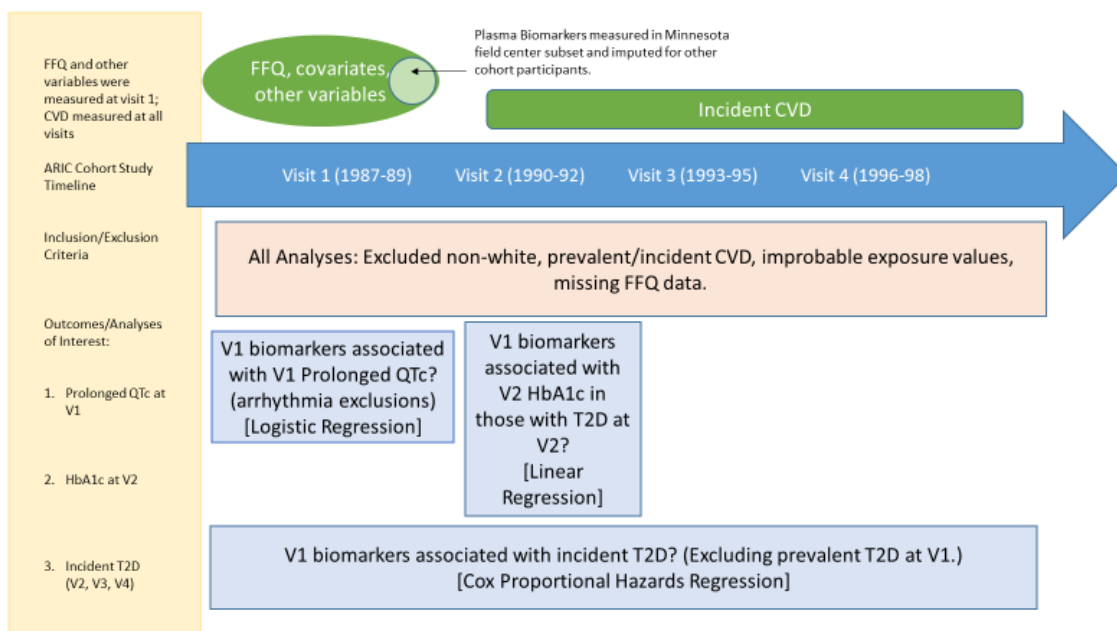 FFQ and other
variables were
measured at visit 1;
CVD measured at all
visits
FFQ, covariates,
other variables
Plasma Biomarkers measured in Minnesota
field center subset and imputed for other
cohort participants.
Incident CVD
ARIC Cohort Study
Timeline
Visit 1 (1987-89)
Visit 2 (1990-92)
Visit 3 (1993-95)
Visit 4 (1996-98)
Inclusion/Exclusion
Criteria
All Analyses: Excluded non-white, prevalent/incident CVD, improbable exposure values,
missing FFQ data.
Outcomes/Analyses
of Interest:
1. Prolonged QTc at
V1
V1 biomarkers associated
with V1 Prolonged QTc?
(arrhythmia exclusions)
[Logistic Regression]
2. HbA1c at V2
V1 biomarkers
associated with
V2 HbA1c in
those with T2D at
V2?
[Linear
Regression]
3. Incident T2D
(V2, V3, V4)
V1 biomarkers associated with incident T2D? (Excluding prevalent T2D at V1.)
[Cox Proportional Hazards Regression]